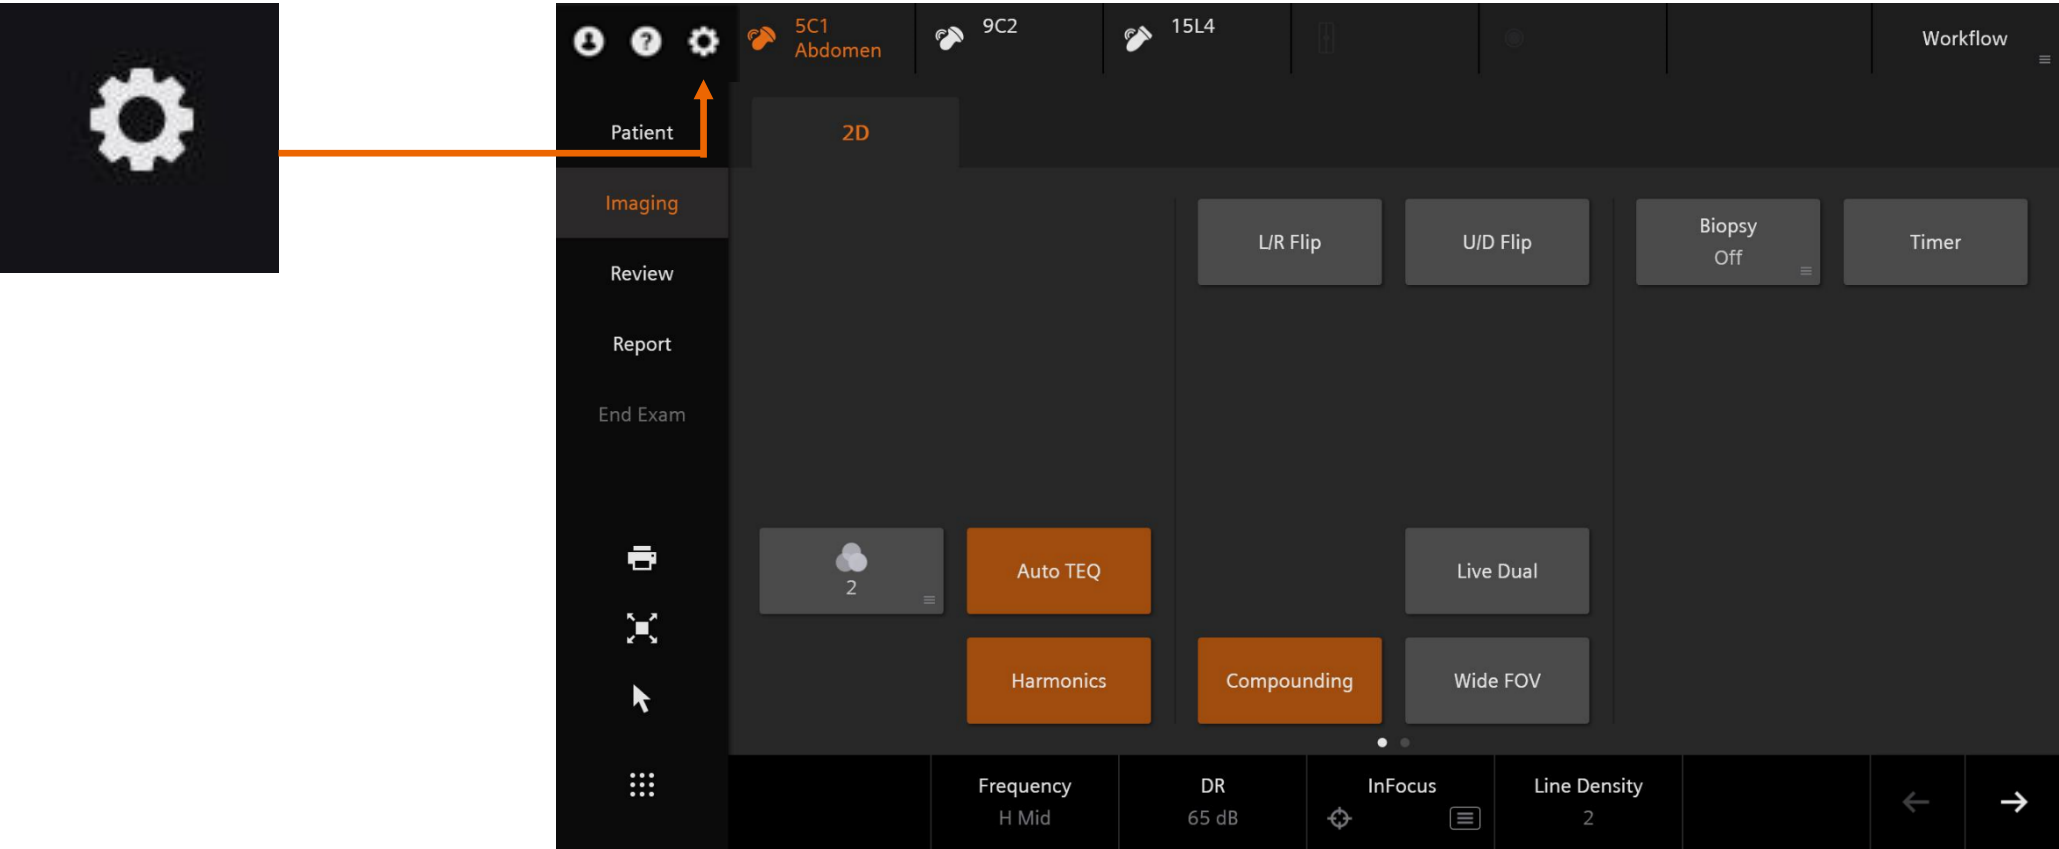 5C1
Abdomen
9C2
15L4
Workflow
Patient
2D
Imaging
L/R Flip
U/D Flip
Biopsy
Off
Timer
Review
Report
End Exam
2
Auto TEQ
Live Dual
Harmonics
Compounding
Wide FOV
Frequency
H Mid
DR
65 dB
InFocus
Line Density
2